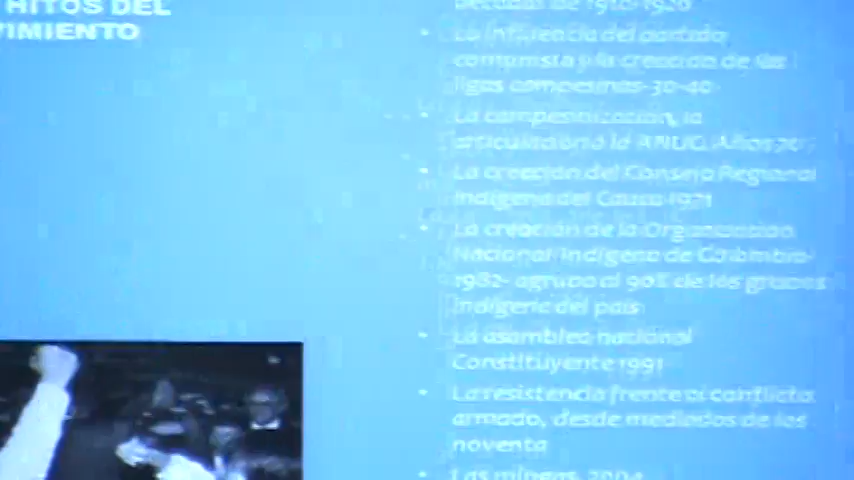 HITOS DEL
VIMIENTO
décadas de 1910-1920
La influencia del partido
comunista y la creación de las
ligas campesinas 30-40
La campesinización, la
articulación a la ANUC. Años 70
La creación del Consejo Regional
Indígena del Cauca 1971
La creación de la Organización
Nacional Indígena de Colombia-
1982- agrupa al 90% de los grupos
indígena del país
La asamblea nacional
Constituyente 1991
La resistencia frente al conflicto
armado, desde mediados de los
noventa
Las mingas, 2004